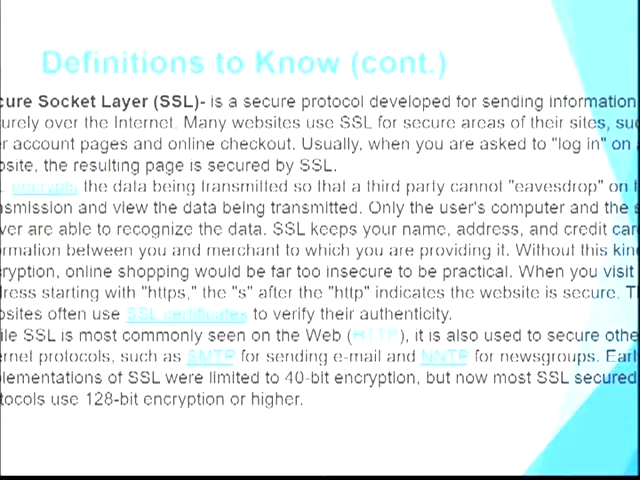 Definitions to Know (cont.)
cure Socket Layer (SSL)- is a secure protocol developed for sending information
urely over the Internet. Many websites use SSL for secure areas of their sites, suc
r account pages and online checkout. Usually, when you are asked to "log in" on a
bsite, the resulting page is secured by SSL.
encrypts the data being transmitted so that a third party cannot "eavesdrop" on t
nsmission and view the data being transmitted. Only the user's computer and the s
ver are able to recognize the data. SSL keeps your name, address, and credit car
rmation between you and merchant to which you are providing it. Without this kind
ryption, online shopping would be far too insecure to be practical. When you visit
ress starting with "https," the "s" after the "http" indicates the website is secure. T
bsites often use SSL certificates to verify their authenticity.
ile SSL is most commonly seen on the Web (HTTP), it is also used to secure othe
ernet protocols, such as SMTP for sending e-mail and NNTP for newsgroups. Earl
lementations of SSL were limited to 40-bit encryption, but now most SSL secured
tocols use 128-bit encryption or higher.